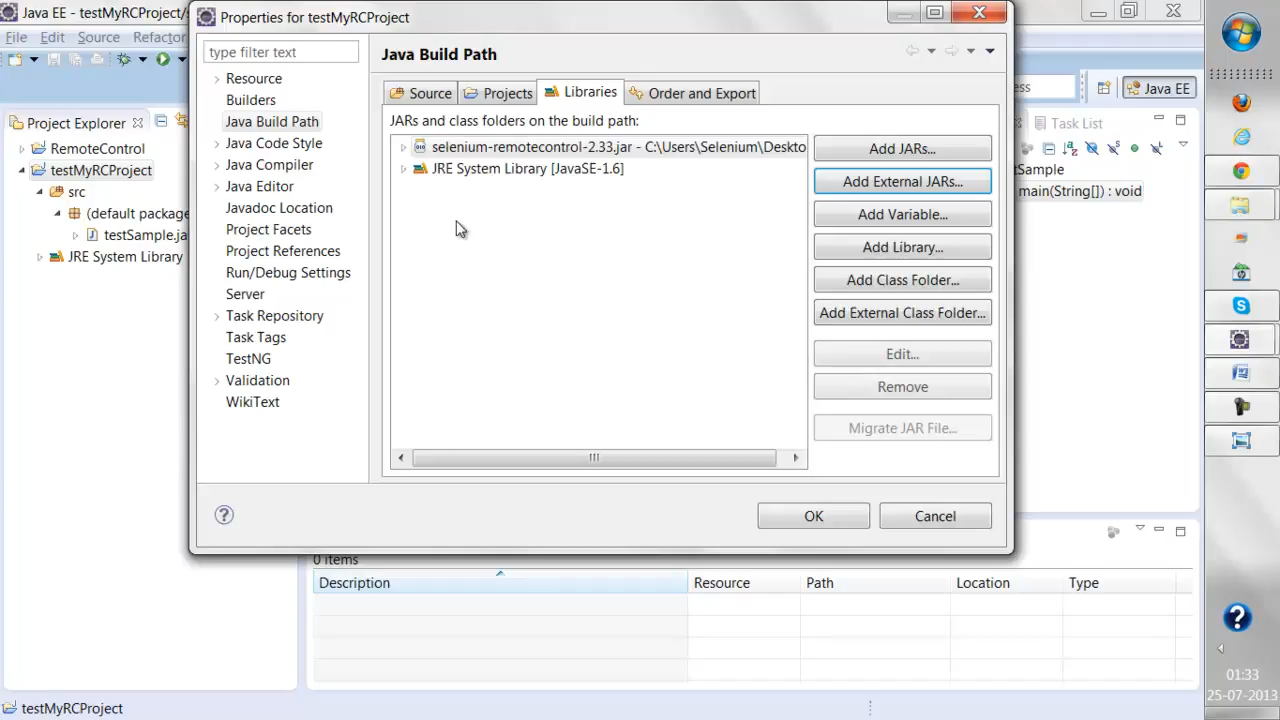 Java EE - testMyRCProject/s
Properties for testMyRCProject
File Edit Source Refactor
type filter text
Resource
Builders
Java Build Path
Java Code Style
Java Compiler
Java Editor
Javadoc Location
Project Facets
Project References
Run/Debug Settings
Server
Task Repository
Task Tags
TestNG
Validation
WikiText
Java Build Path
Source
Projects
Libraries
Order and Export
JARs and class folders on the build path:
selenium-remotecontrol-2.33.jar - C:\Users\Selenium\Deskto
JRE System Library [JavaSE-1.6]
Add JARs...
Add External JARs...
Add Variable...
Add Library...
Add Class Folder...
Add External Class Folder...
Edit...
Remove
Migrate JAR File...
OK
Cancel
Project Explorer
RemoteControl
testMyRCProject
src
(default package
testSample.ja
JRE System Library
ess
Java EE
Task List
Sample
main(String[]) : void
0 items
Description Resource Path Location Type
testMyRCProject
01:33
25-07-2013